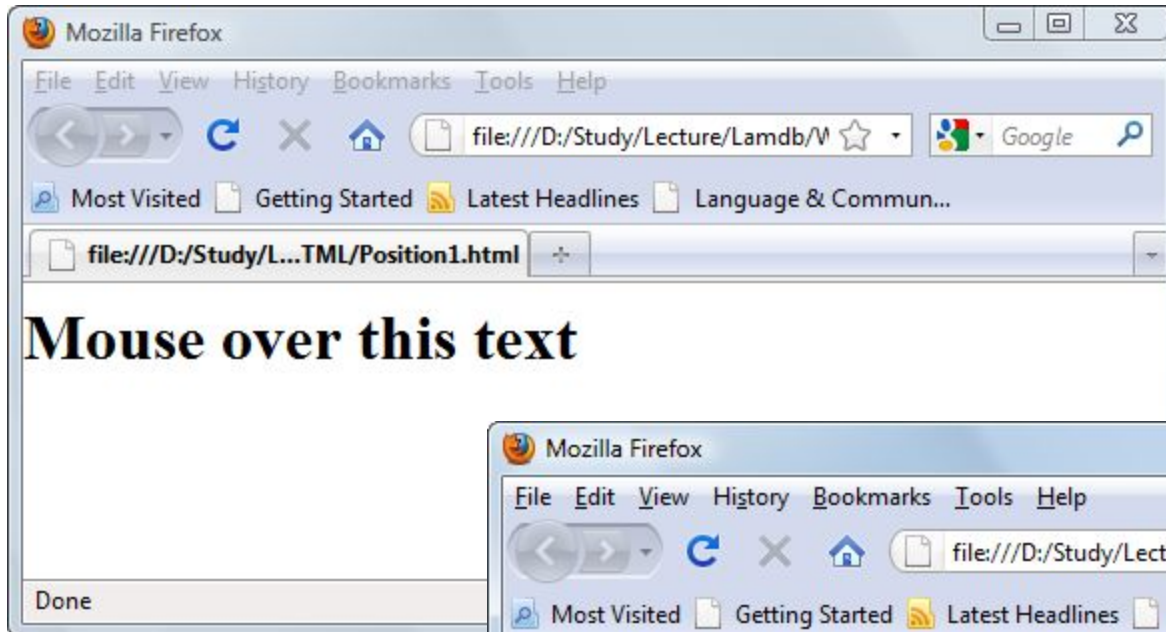 Mozilla Firefox
File Edit View History Bookmarks Tools Help
file:///D:/Study/Lecture/Lamdb/W Google
Most Visited Getting Started Latest Headlines Language & Commun...
file:///D:/Study/L...TML/Position1.html
Mouse over this text
Mozilla Firefox
File Edit View History Bookmarks Tools Help
file:///D:/Study/Lect
Done
Most Visited Getting Started Latest Headlines